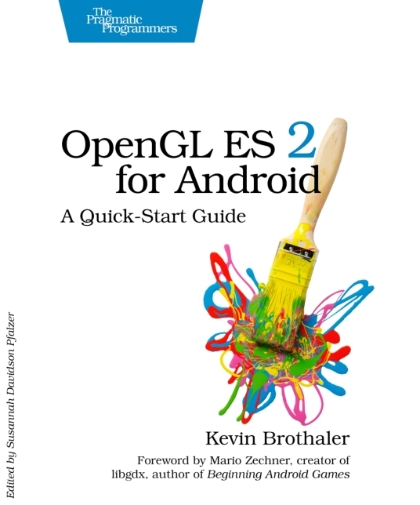 The
Pragmatic
Programmers
OpenGL ES 2
for Android
A Quick-Start Guide
Edited by Susannah Davidson Pfalzer
Kevin Brothaler
Foreword by Mario Zechner, creator of
libgdx, author of Beginning Android Games